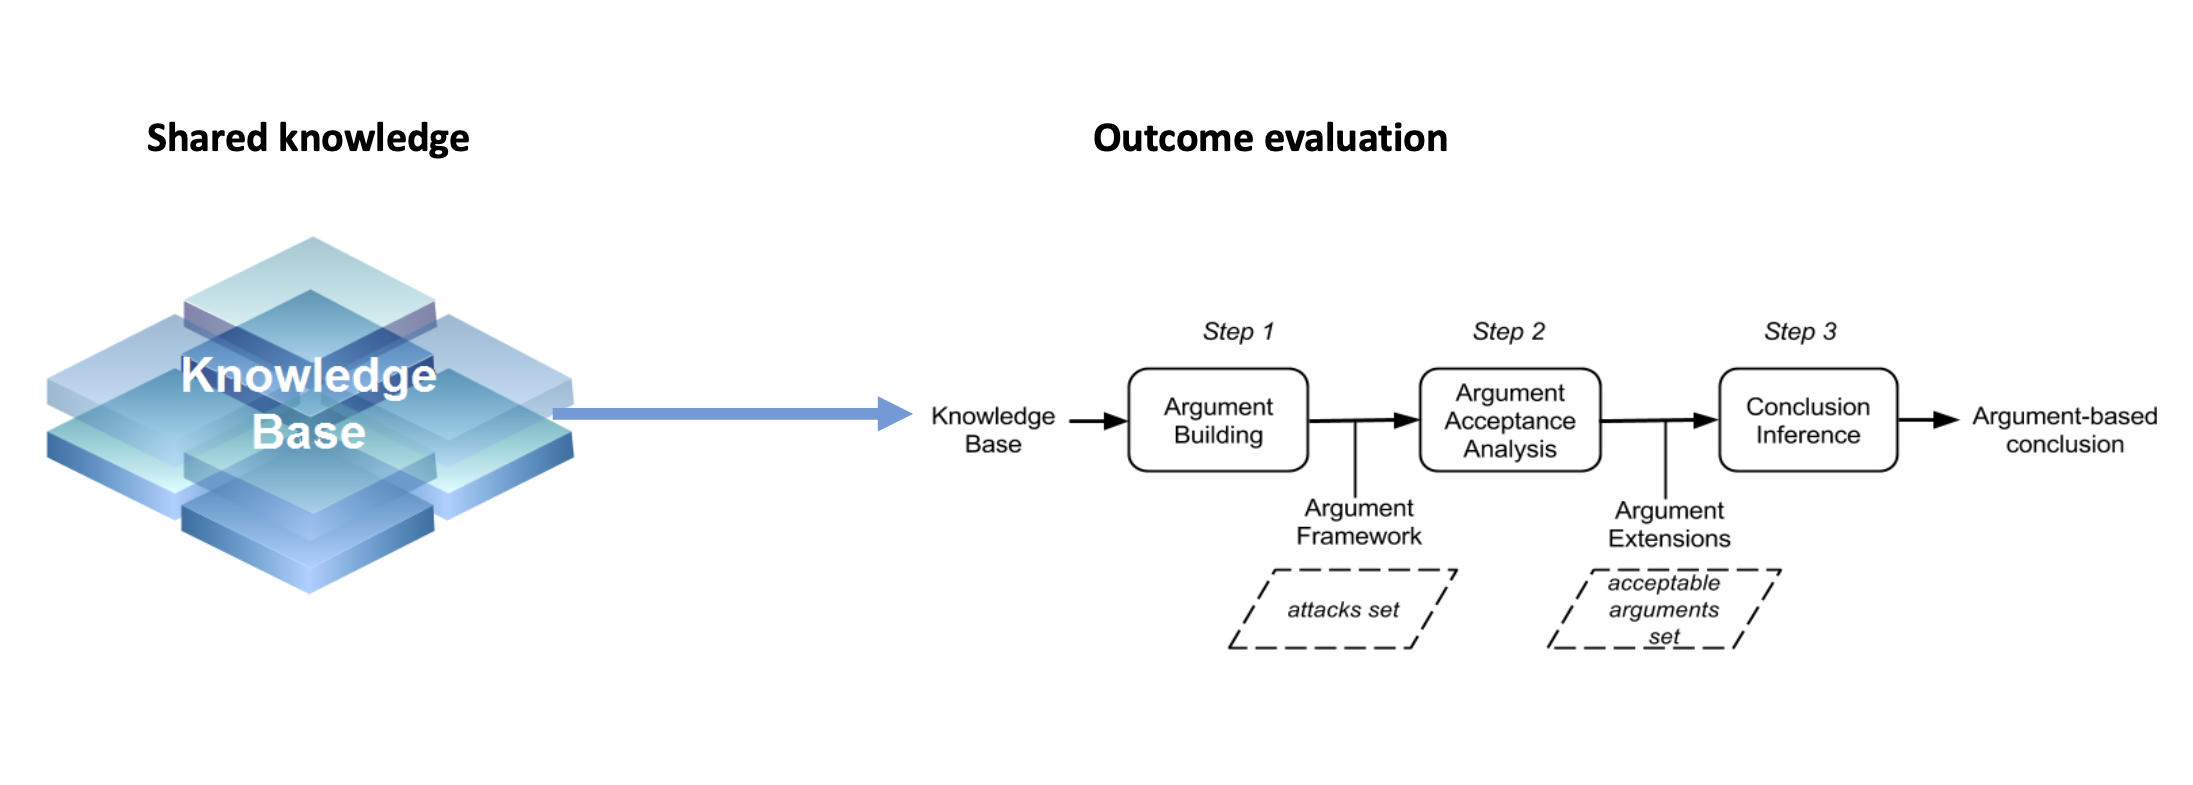 Shared knowledge
Outcome evaluation
Knowledge
Base
Knowledge
Base
Step 1
Argument
Building
Argument
Framework
attacks set
Step 2
Argument
Acceptance
Analysis
Argument
Extensions
acceptable
arguments
set
Step 3
Conclusion
Inference
Argument-based
conclusion